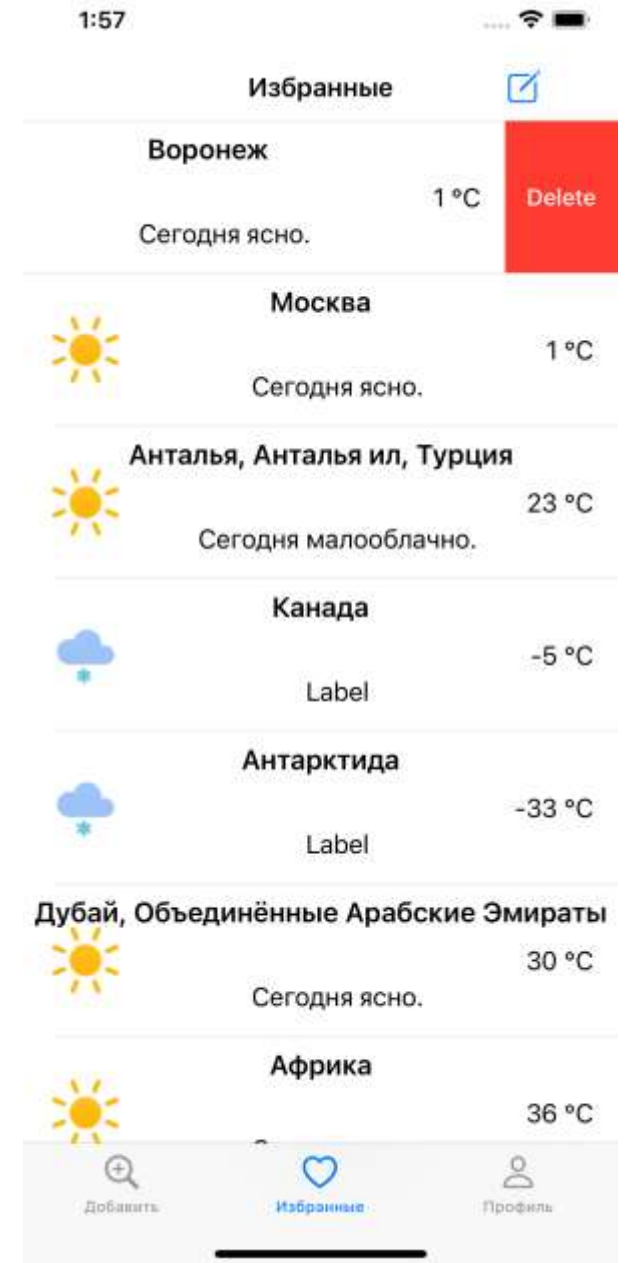 1:57
Избранные
Воронеж
1 °C
Delete
Сегодня ясно.
Москва
1 °C
Сегодня ясно.
Анталья, Анталья ил, Турция
23 °C
Сегодня малооблачно.
Канада
-5 °C
Label
Антарктида
-33 °C
Label
Дубай, Объединённые Арабские Эмираты
30 °C
Сегодня ясно.
Африка
36 °C
Добавить
Избранные
Профиль